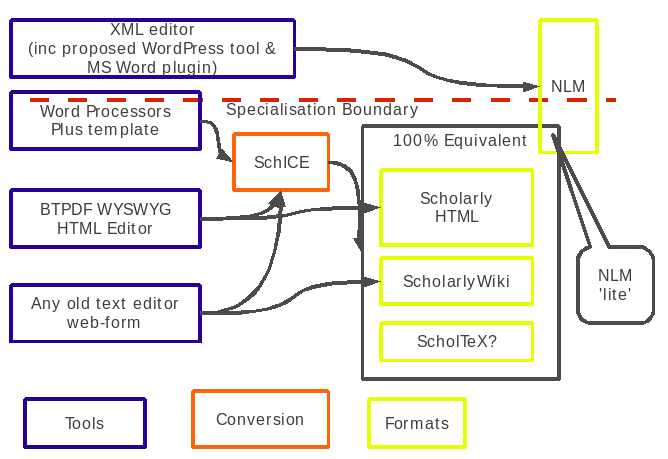 XML editor
(inc proposed WordPress tool &
MS Word plugin)
NLM
Specialisation Boundary
Word Processors
Plus template
100% Equivalent
SchICE
Scholarly
HTML
BTPDF WYSWYG
HTML Editor
NLM
'lite'
ScholarlyWiki
Any old text editor
web-form
ScholTeX?
Tools
Conversion
Formats